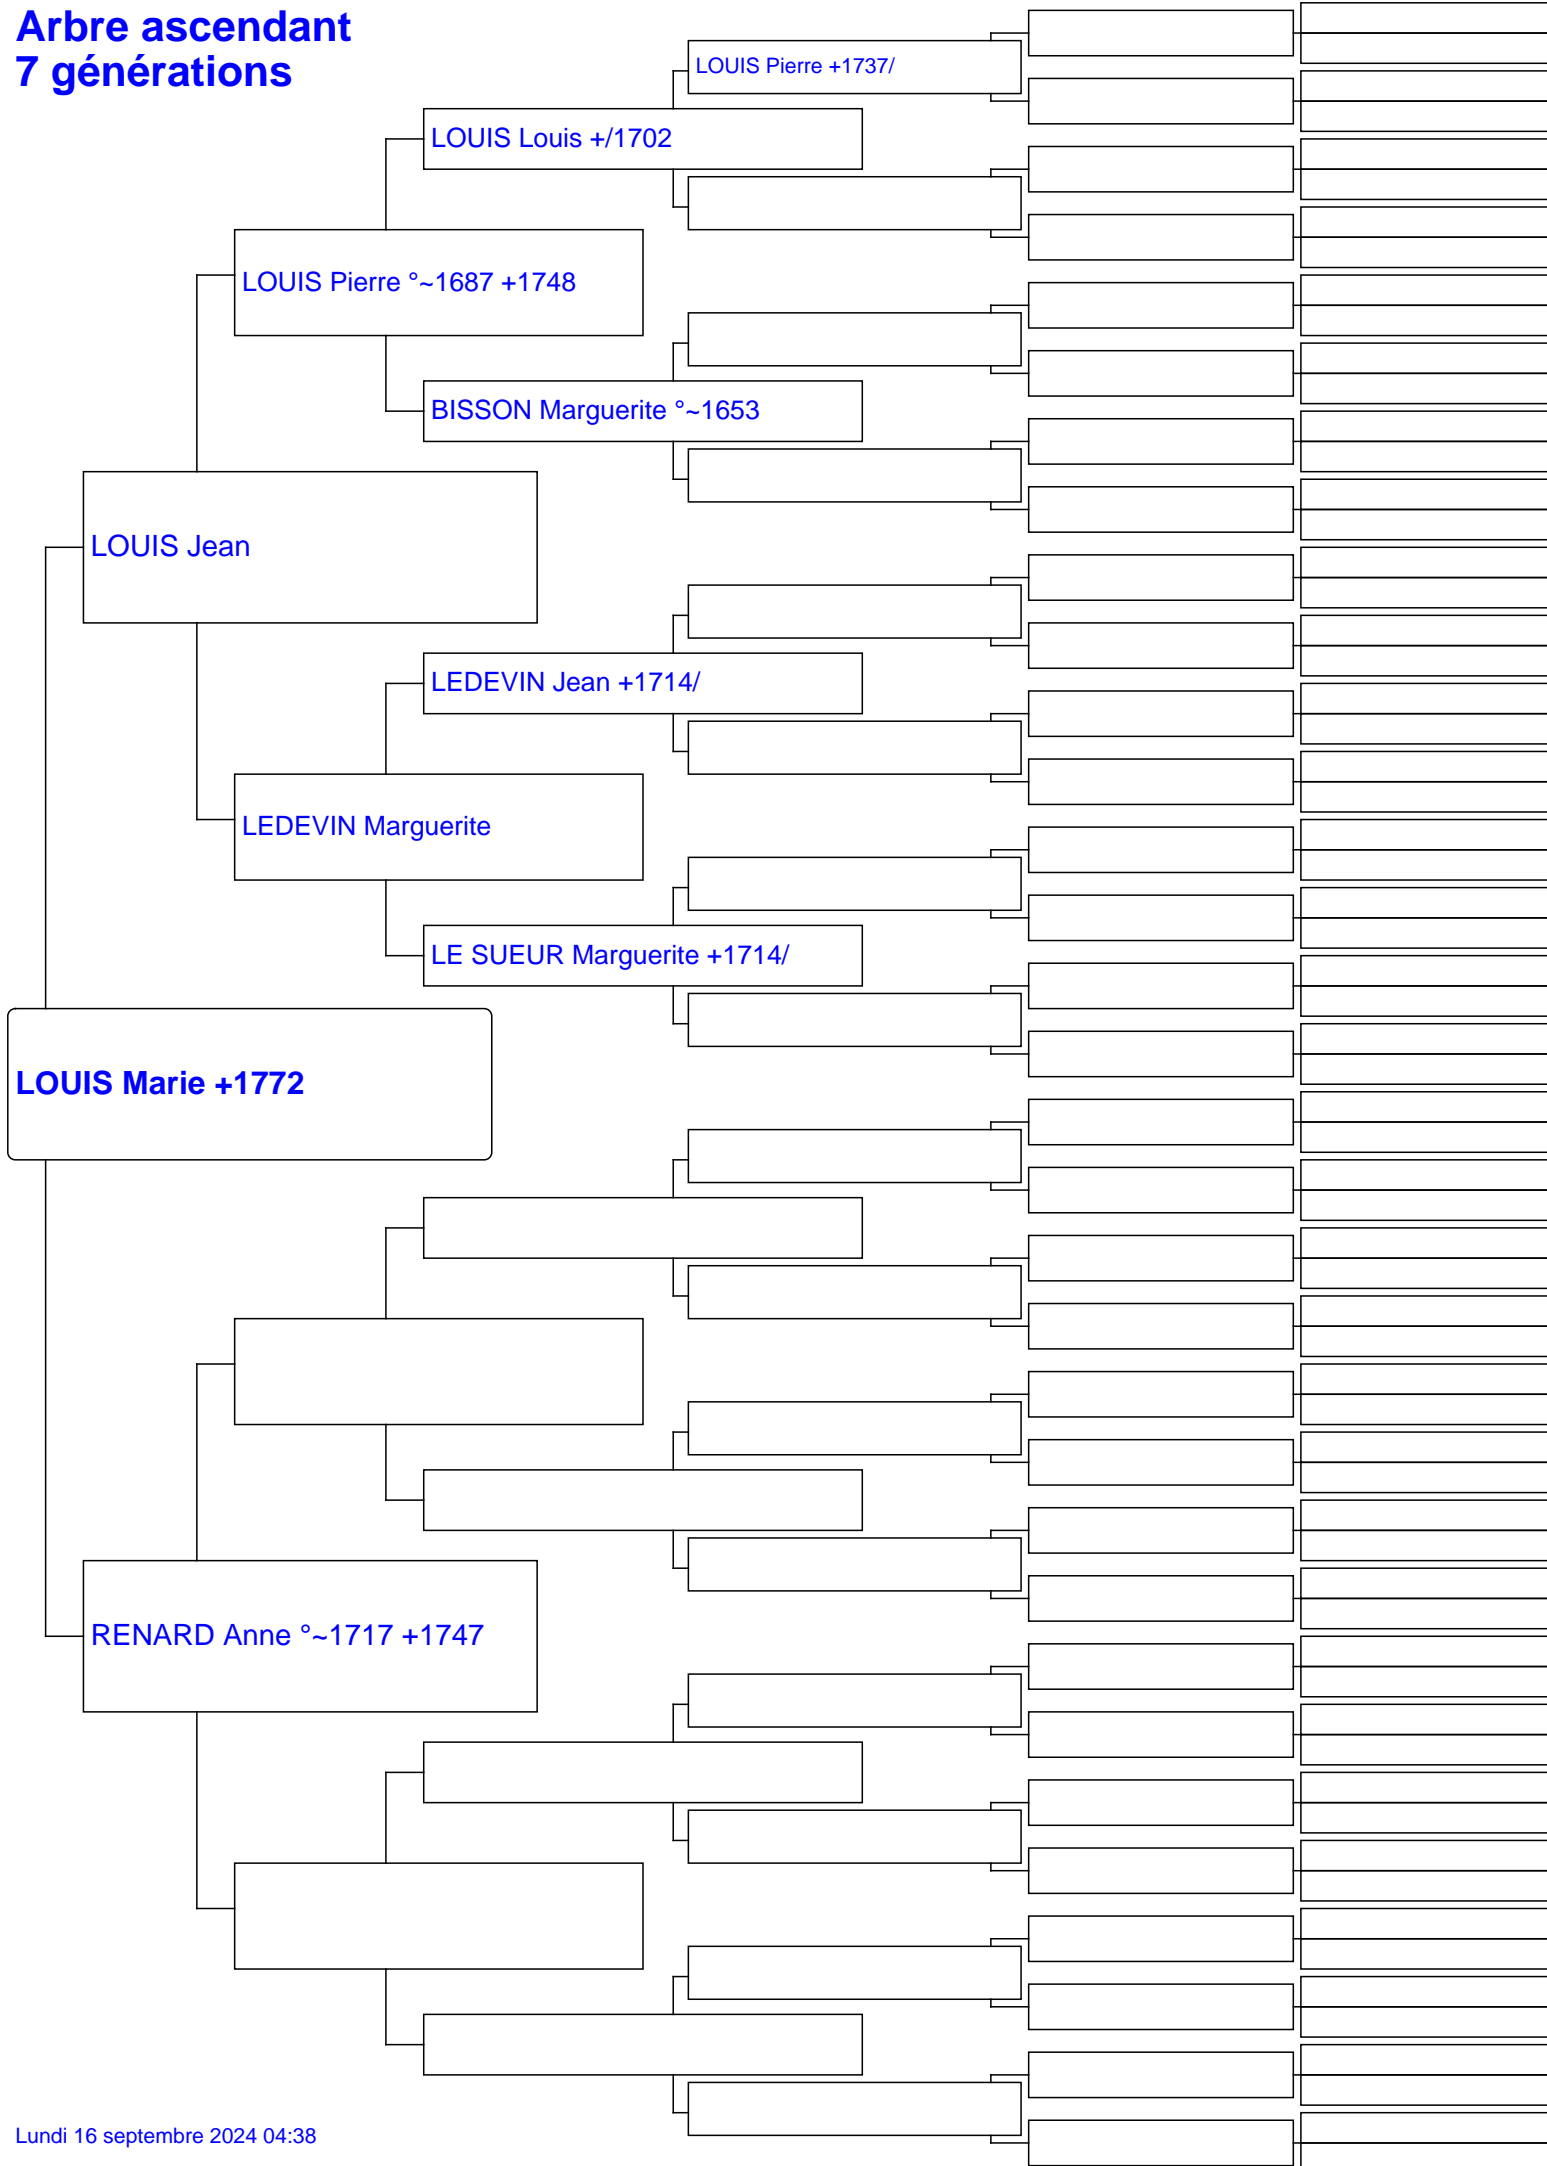 Arbre ascendant
7 générations
LOUIS Pierre +1737/
LOUIS Louis +/1702
LOUIS Pierre °~1687 +1748
BISSON Marguerite °~1653
LOUIS Jean
LEDEVIN Jean +1714/
LEDEVIN Marguerite
LE SUEUR Marguerite +1714/
LOUIS Marie +1772
RENARD Anne °~1717 +1747
Lundi 16 septembre 2024 04:38